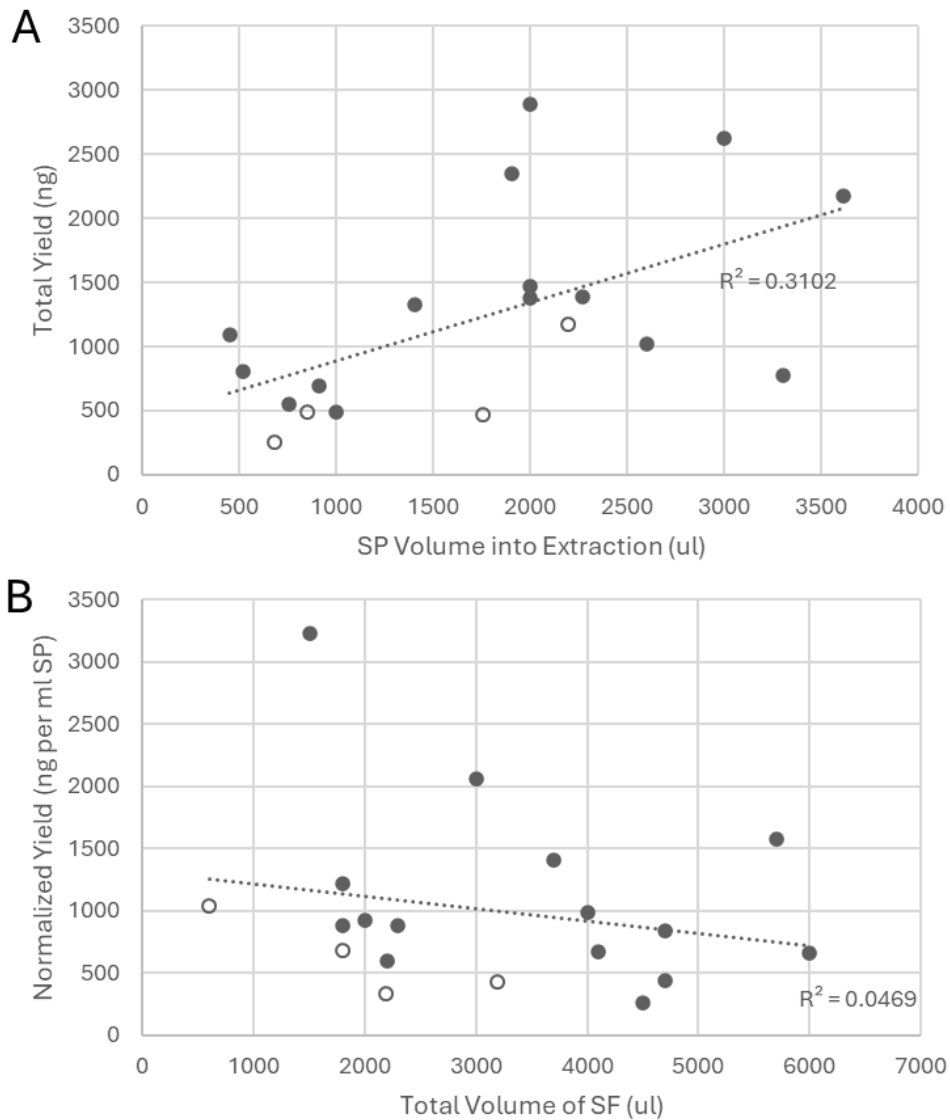 A
3500
3000
2500
2000
1500
1000
500
0
Total Yield (ng)
R² = 0.3102
0 500 1000 1500 2000 2500 3000 3500 4000
SP Volume into Extraction (ul)
B
3500
3000
2500
2000
1500
1000
500
0
Normalized Yield (ng per ml SP)
R² = 0.0469
0 1000 2000 3000 4000 5000 6000 7000
Total Volume of SF (ul)